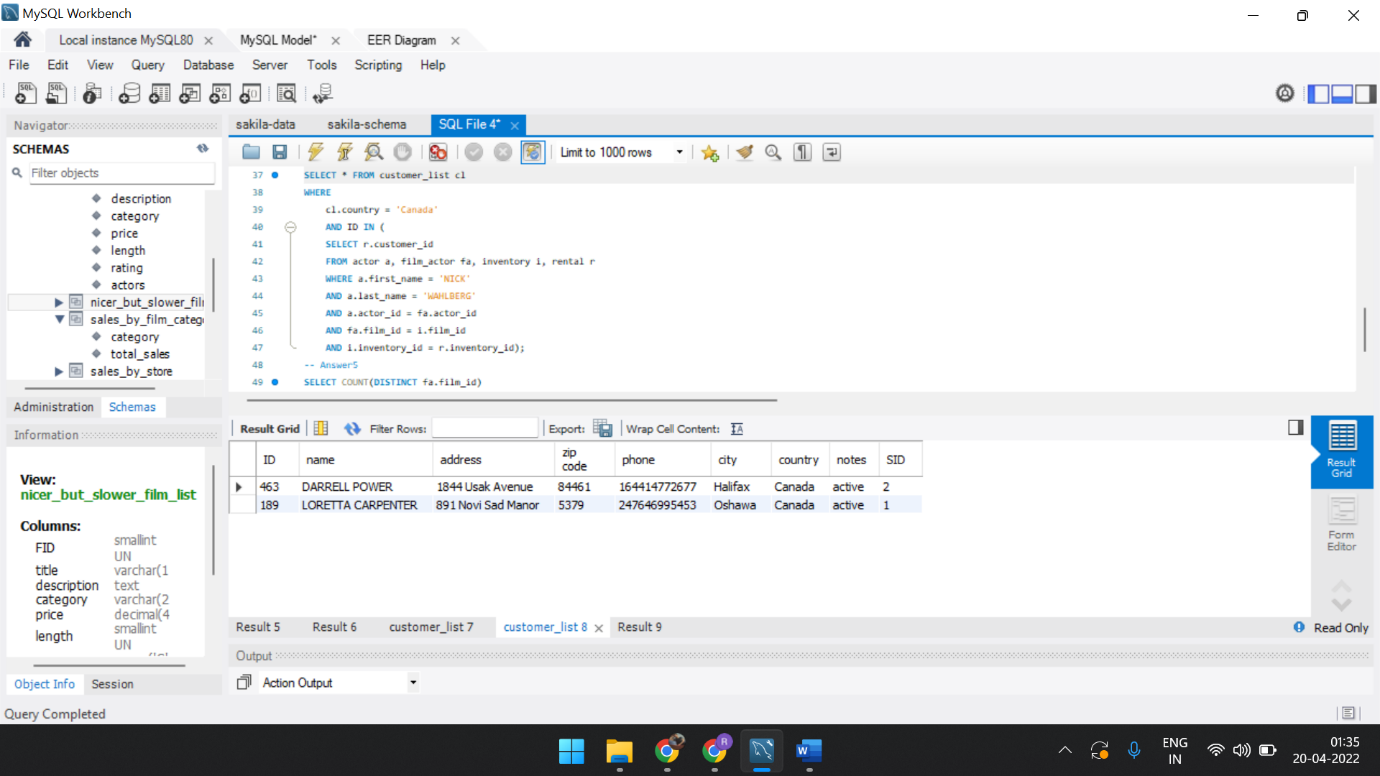 MySQL Workbench
Local instance MySQL80 MySQL Model* EER Diagram
File Edit View Query Database Server Tools Scripting Help
Navigator
SCHEMAS
Filter objects
description
category
price
length
rating
actors
nicer_but_slower_film
sales_by_film_catego
category
total_sales
sales_by_store
Administration Schemas
Information
View:
nicer_but_slower_film_list
Columns:
FID smallint
UN
title varchar(1
description text
category varchar(2
price decimal(4
length smallint
UN
Object Info Session
Query Completed
sakila-data sakila-schema SQL File 4*
Limit to 1000 rows
37 SELECT * FROM customer_list cl
38 WHERE
39 cl.country = 'Canada'
40 AND ID IN (
41 SELECT r.customer_id
42 FROM actor a, film_actor fa, inventory i, rental r
43 WHERE a.first_name = 'NICK'
44 AND a.last_name = 'WAHLBERG'
45 AND a.actor_id = fa.actor_id
46 AND fa.film_id = i.film_id
47 AND i.inventory_id = r.inventory_id);
48 -- Answer5
49 SELECT COUNT(DISTINCT fa.film_id)
Result Grid Filter Rows: Export: Wrap Cell Content:
ID name address zip code phone city country notes SID
463 DARRELL POWER 1844 Usak Avenue 84461 164414772677 Halifax Canada active 2
189 LORETTA CARPENTER 891 Novi Sad Manor 5379 247646995453 Oshawa Canada active 1
Result
Grid
Form
Editor
Result 5 Result 6 customer_list 7 customer_list 8 Result 9
Read Only
Output
Action Output
ENG
IN
01:35
20-04-2022